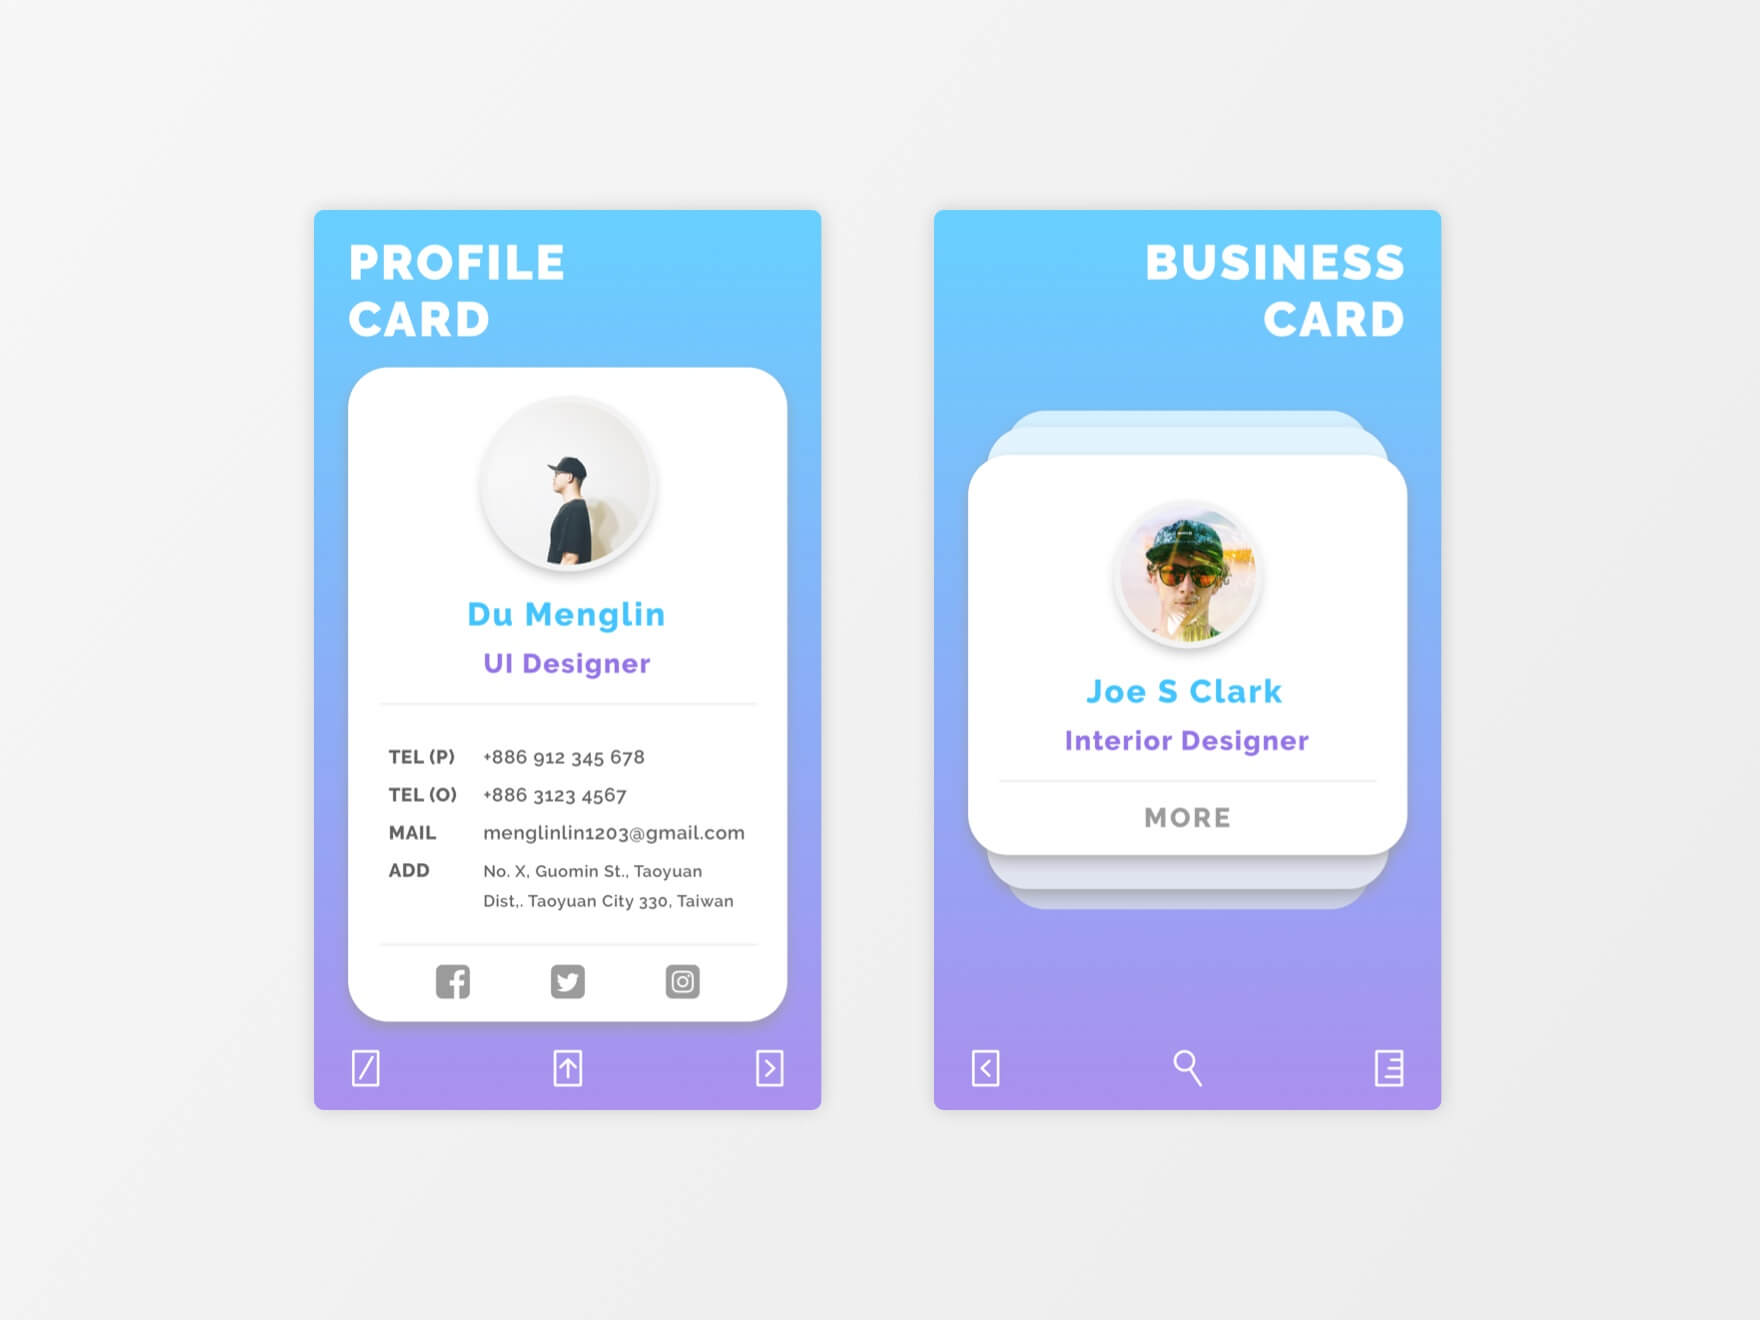 PROFILE
CARD
Du Menglin
UI Designer
TEL (P) +886 912 345 678
TEL (O) +886 3123 4567
MAIL menglinlin1203@gmail.com
ADD No. X, Guomin St., Taoyuan
Dist,. Taoyuan City 330, Taiwan
BUSINESS
CARD
Joe S Clark
Interior Designer
MORE